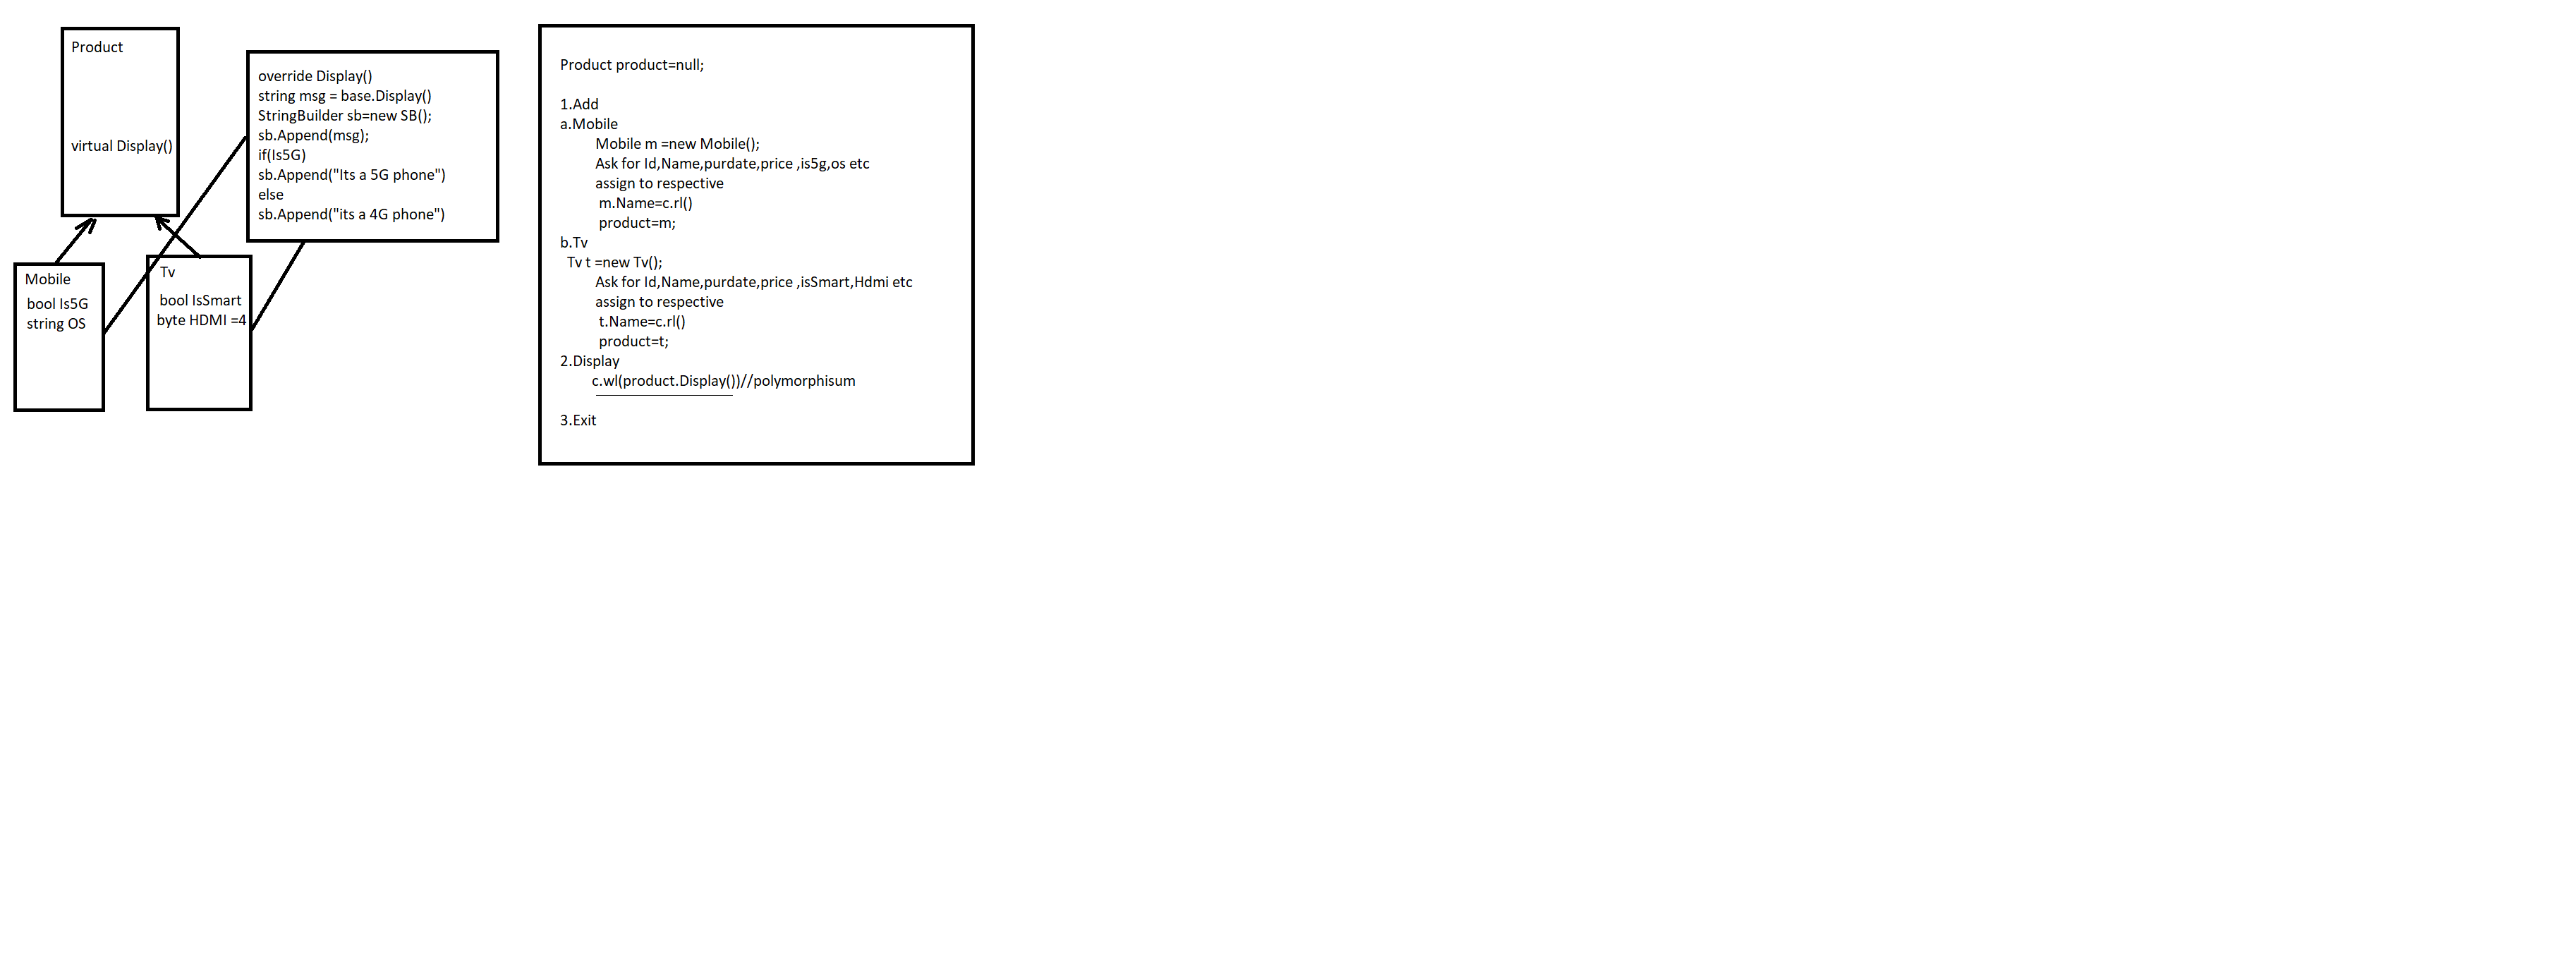 Product
virtual Display()
Mobile
bool Is5G
string OS
Tv
bool IsSmart
byte HDMI =4
override Display()
string msg = base.Display()
StringBuilder sb=new SB();
sb.Append(msg);
if(Is5G)
sb.Append("Its a 5G phone")
else
sb.Append("its a 4G phone")
Product product=null;
1.Add
a.Mobile
Mobile m =new Mobile();
Ask for Id,Name,purdate,price ,is5g,os etc
assign to respective
m.Name=c.rl()
product=m;
b.Tv
Tv t =new Tv();
Ask for Id,Name,purdate,price ,isSmart,Hdmi etc
assign to respective
t.Name=c.rl()
product=t;
2.Display
c.wl(product.Display())//polymorphisum
3.Exit